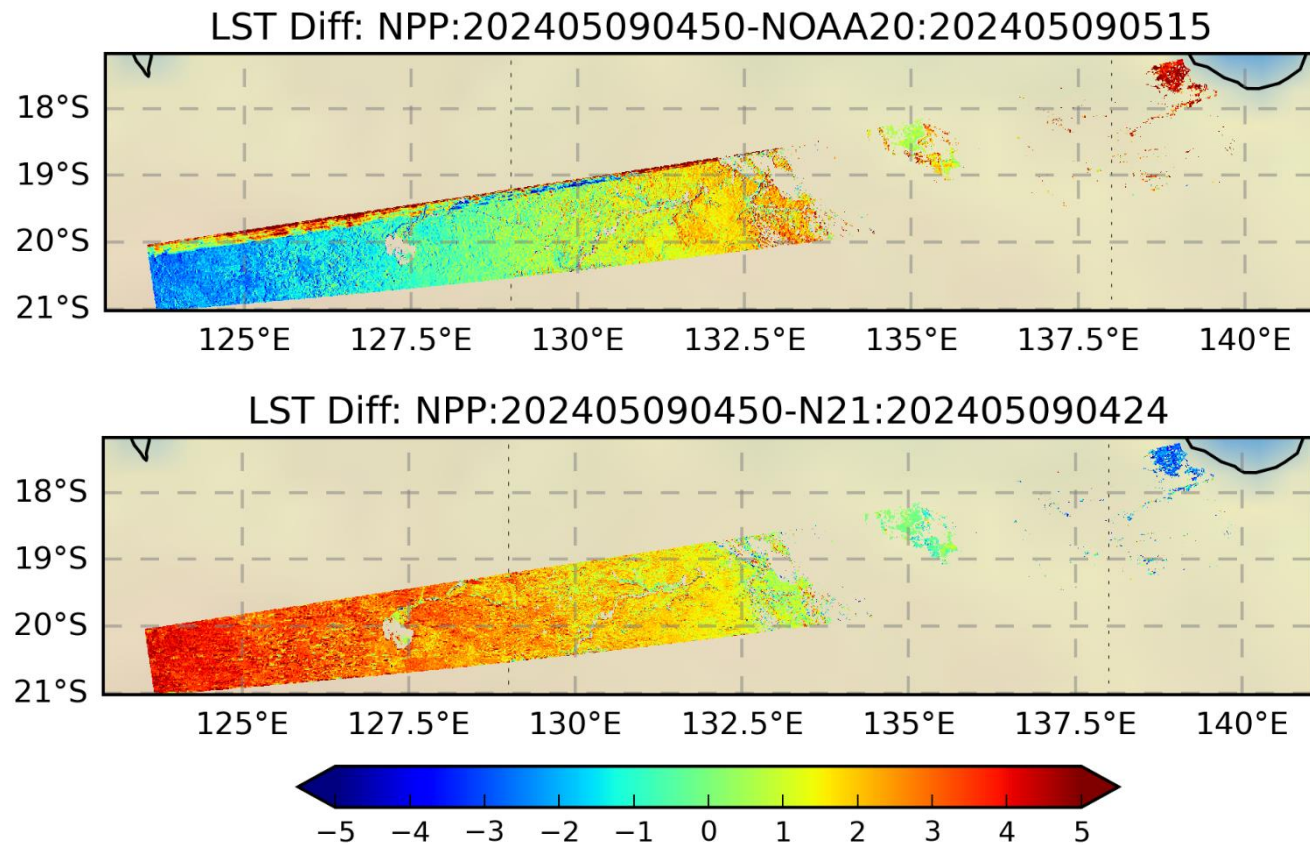 LST Diff: NPP:202405090450-NOAA20:202405090515
18°S
19°S
20°S
21°S
125°E 127.5°E 130°E 132.5°E 135°E 137.5°E 140°E
LST Diff: NPP:202405090450-N21:202405090424
18°S
19°S
20°S
21°S
125°E 127.5°E 130°E 132.5°E 135°E 137.5°E 140°E
−5 −4 −3 −2 −1 0 1 2 3 4 5